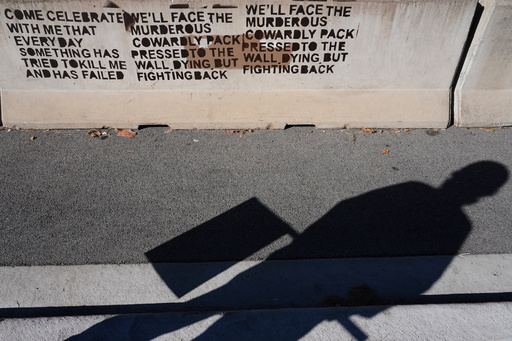 COME CELEBRATE
WITH ME THAT
EVERYDAY
SOMETHING HAS
TRIED TO KILL ME
AND HAS FAILED
WE'LL FACE THE
MURDEROUS
COWARDLY PACK
PRESSED TO THE
WALL, DYING, BUT
FIGHTING BACK
WE'LL FACE THE
MURDEROUS
COWARDLY PACK
PRESSED TO THE
WALL, DYING, BUT
FIGHTING BACK